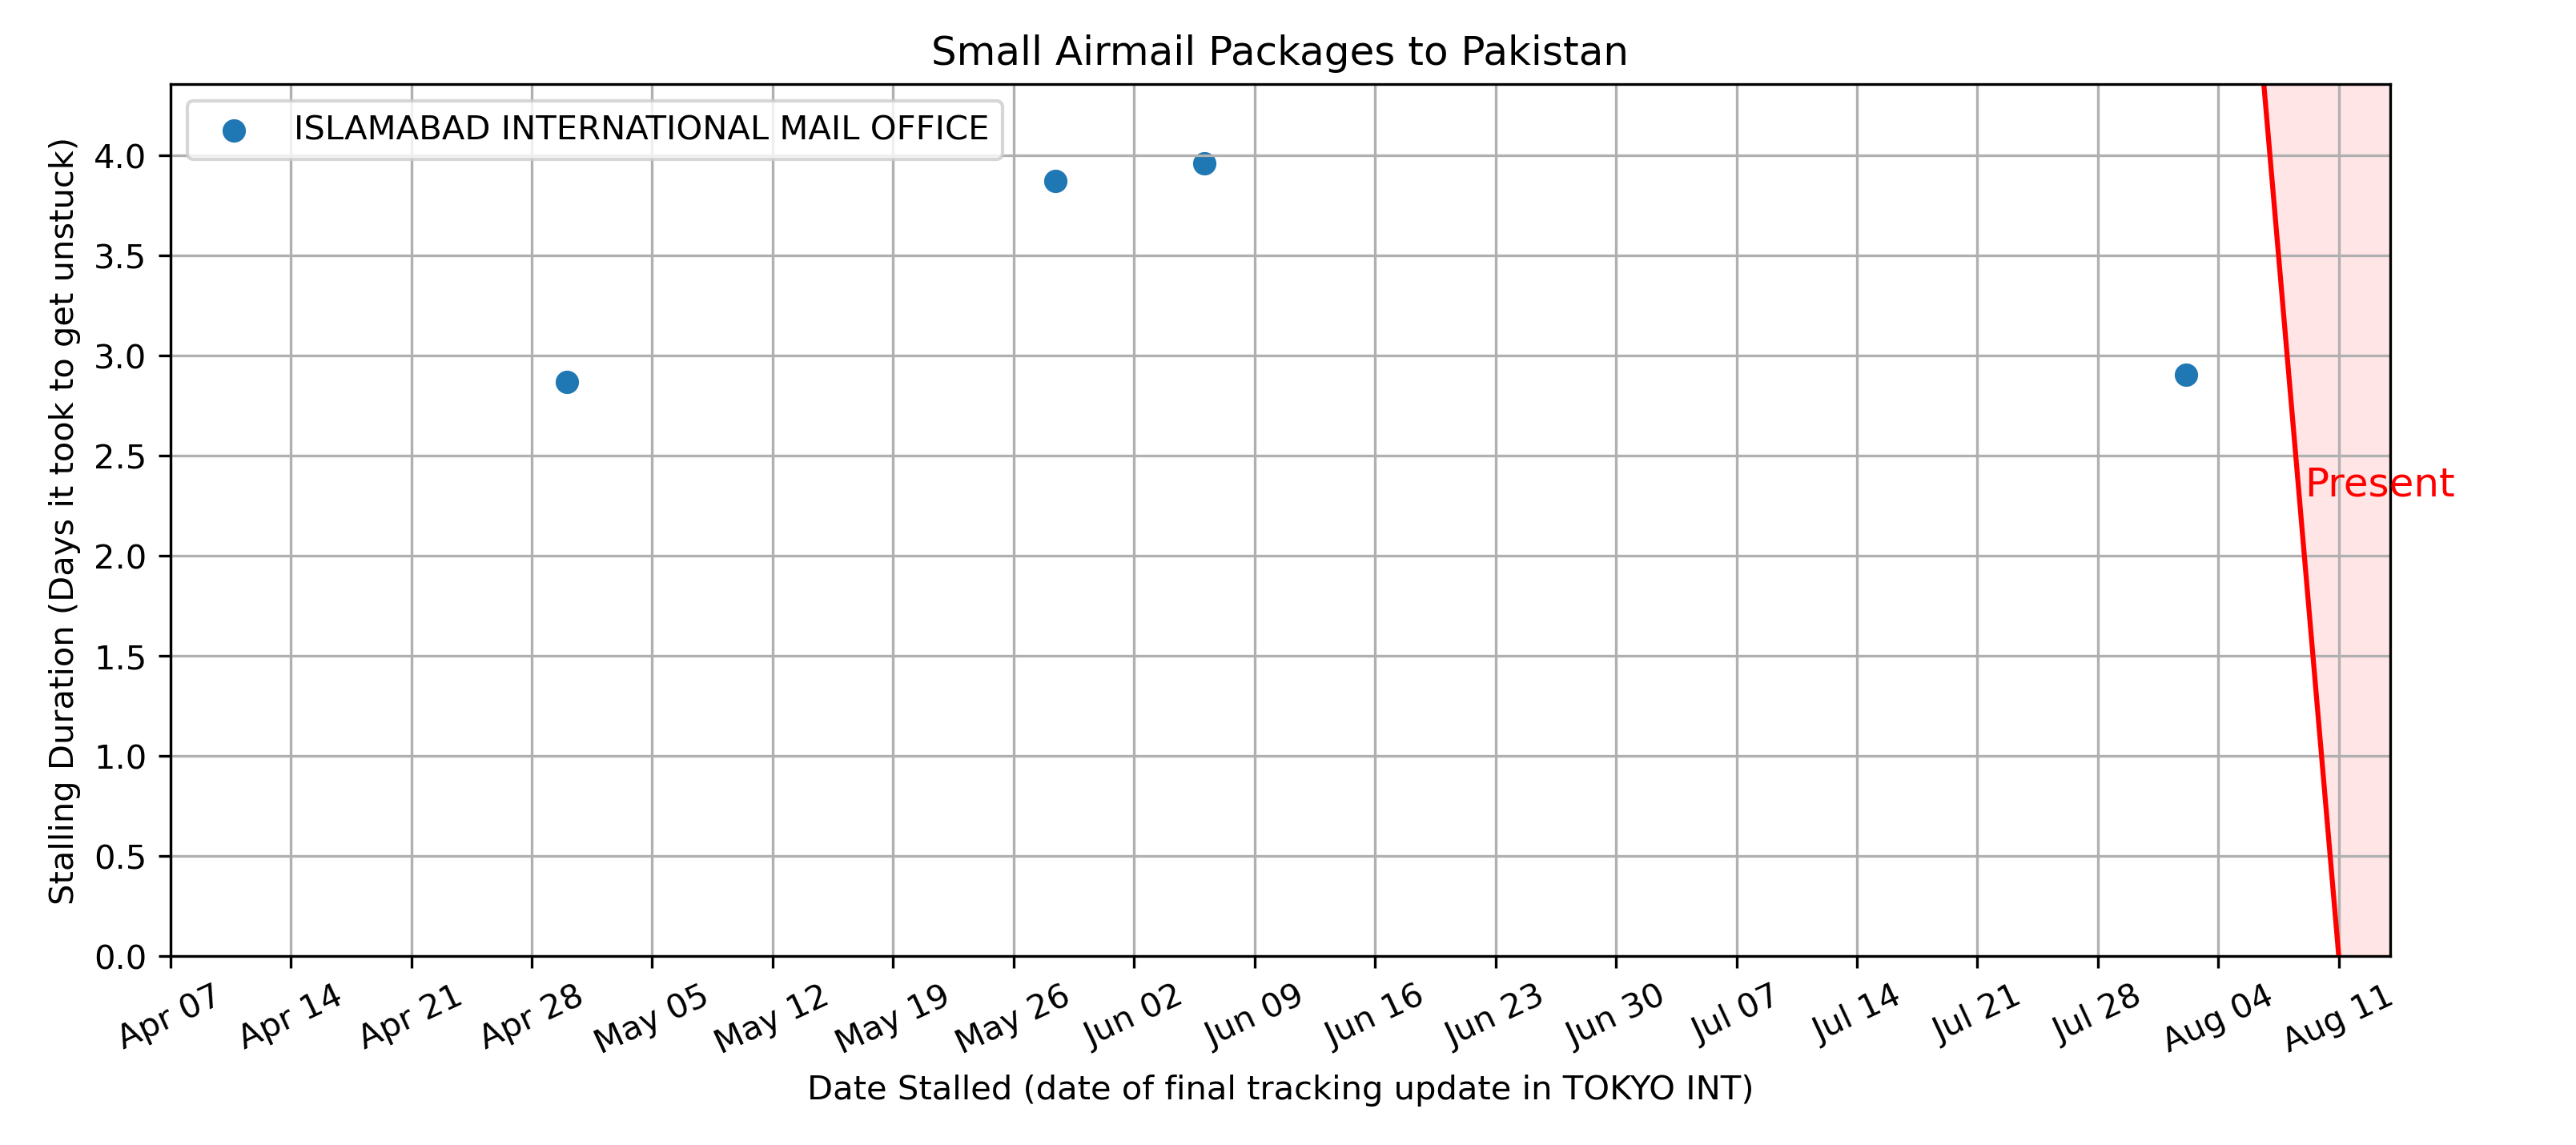 Small Airmail Packages to Pakistan
ISLAMABAD INTERNATIONAL MAIL OFFICE
Stalling Duration (Days it took to get unstuck)
4.0
3.5
3.0
2.5
2.0
1.5
1.0
0.5
0.0
Present
Apr 07
Apr 14
Apr 21
Apr 28
May 05
May 12
May 19
May 26
Jun 02
Jun 09
Jun 16
Jun 23
Jun 30
Jul 07
Jul 14
Jul 21
Jul 28
Aug 04
Aug 11
Date Stalled (date of final tracking update in TOKYO INT)